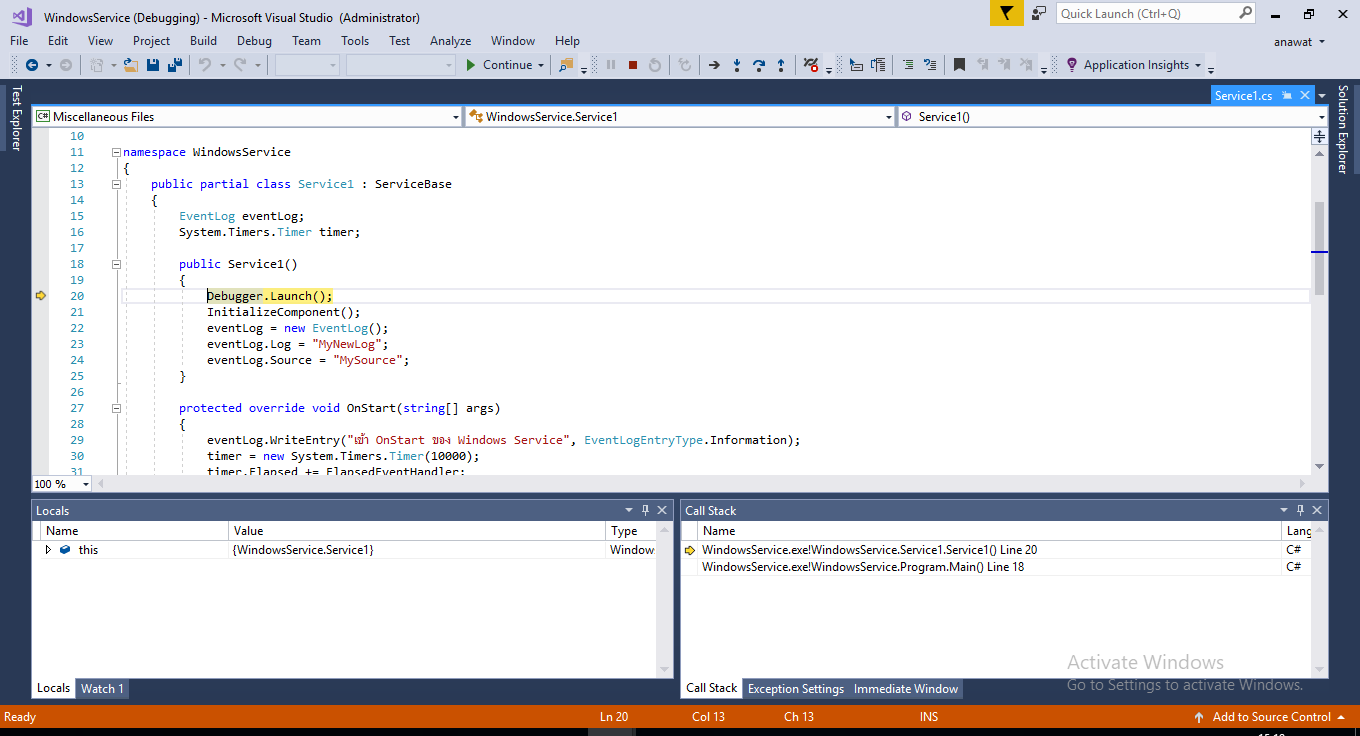 WindowsService (Debugging) - Microsoft Visual Studio (Administrator)
Quick Launch (Ctrl+Q)
File Edit View Project Build Debug Team Tools Test Analyze Window Help
anawat
Continue
Application Insights
Test Explorer
Service1.cs
Solution Explorer
C# Miscellaneous Files
WindowsService.Service1
Service1()
10
11 namespace WindowsService
12 {
13 public partial class Service1 : ServiceBase
14 {
15 EventLog eventLog;
16 System.Timers.Timer timer;
17
18 public Service1()
19 {
20 Debugger.Launch();
21 InitializeComponent();
22 eventLog = new EventLog();
23 eventLog.Log = "MyNewLog";
24 eventLog.Source = "MySource";
25 }
26
27 protected override void OnStart(string[] args)
28 {
29 eventLog.WriteEntry("เข้า OnStart ของ Windows Service", EventLogEntryType.Information);
30 timer = new System.Timers.Timer(10000);
31 timer.Elapsed += ElapsedEventHandler;
100 %
Locals
Name Value Type
this {WindowsService.Service1} Window
Locals Watch 1
Call Stack
Name Lang
WindowsService.exe!WindowsService.Service1.Service1() Line 20 C#
WindowsService.exe!WindowsService.Program.Main() Line 18 C#
Call Stack Exception Settings Immediate Window
Activate Windows
Go to Settings to activate Windows.
Ready Ln 20 Col 13 Ch 13 INS Add to Source Control